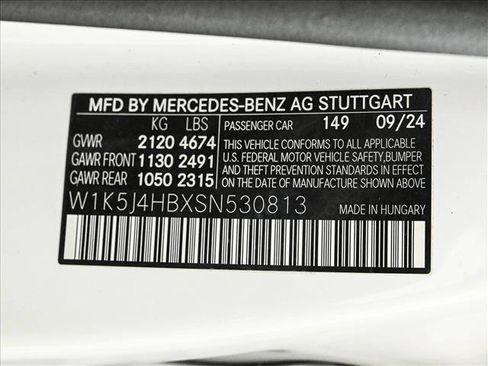 MFD BY MERCEDES-BENZ AG STUTTGART
KG LBS PASSENGER CAR 149 09/24
GVWR 2120 4674
GAWR FRONT 1130 2491
GAWR REAR 1050 2315
THIS VEHICLE CONFORMS TO ALL APPLICABLE
U.S. FEDERAL MOTOR VEHICLE SAFETY, BUMPER
AND THEFT PREVENTION STANDARDS IN EFFECT
ON THE DATE OF MANUFACTURE SHOWN ABOVE.
W1K5J4HBXSN530813 MADE IN HUNGARY